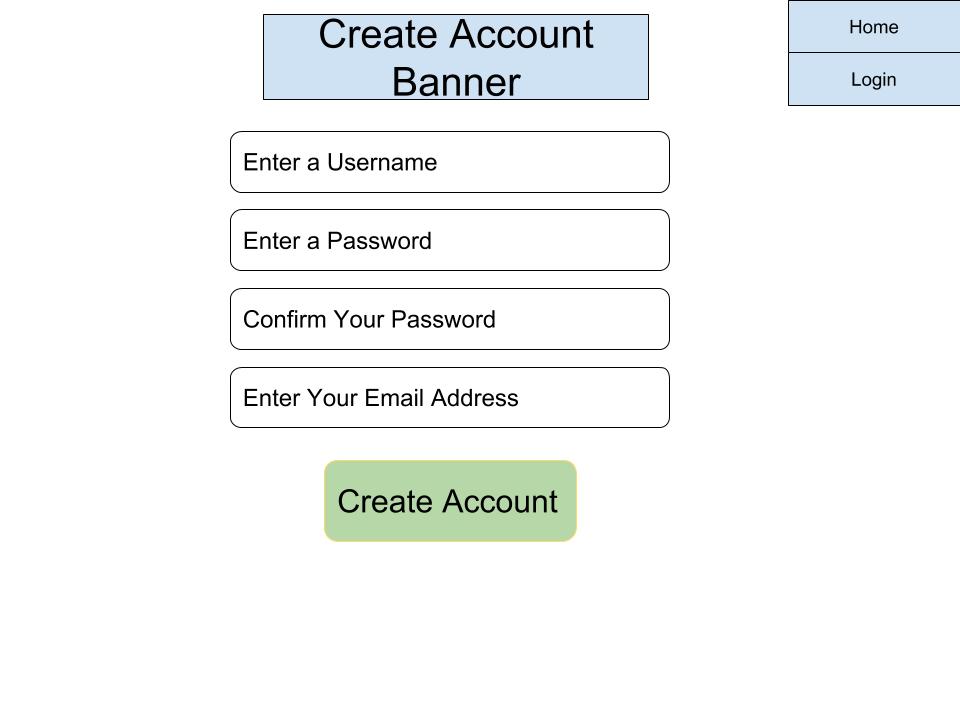 Create Account
Banner
Home
Login
Enter a Username
Enter a Password
Confirm Your Password
Enter Your Email Address
Create Account